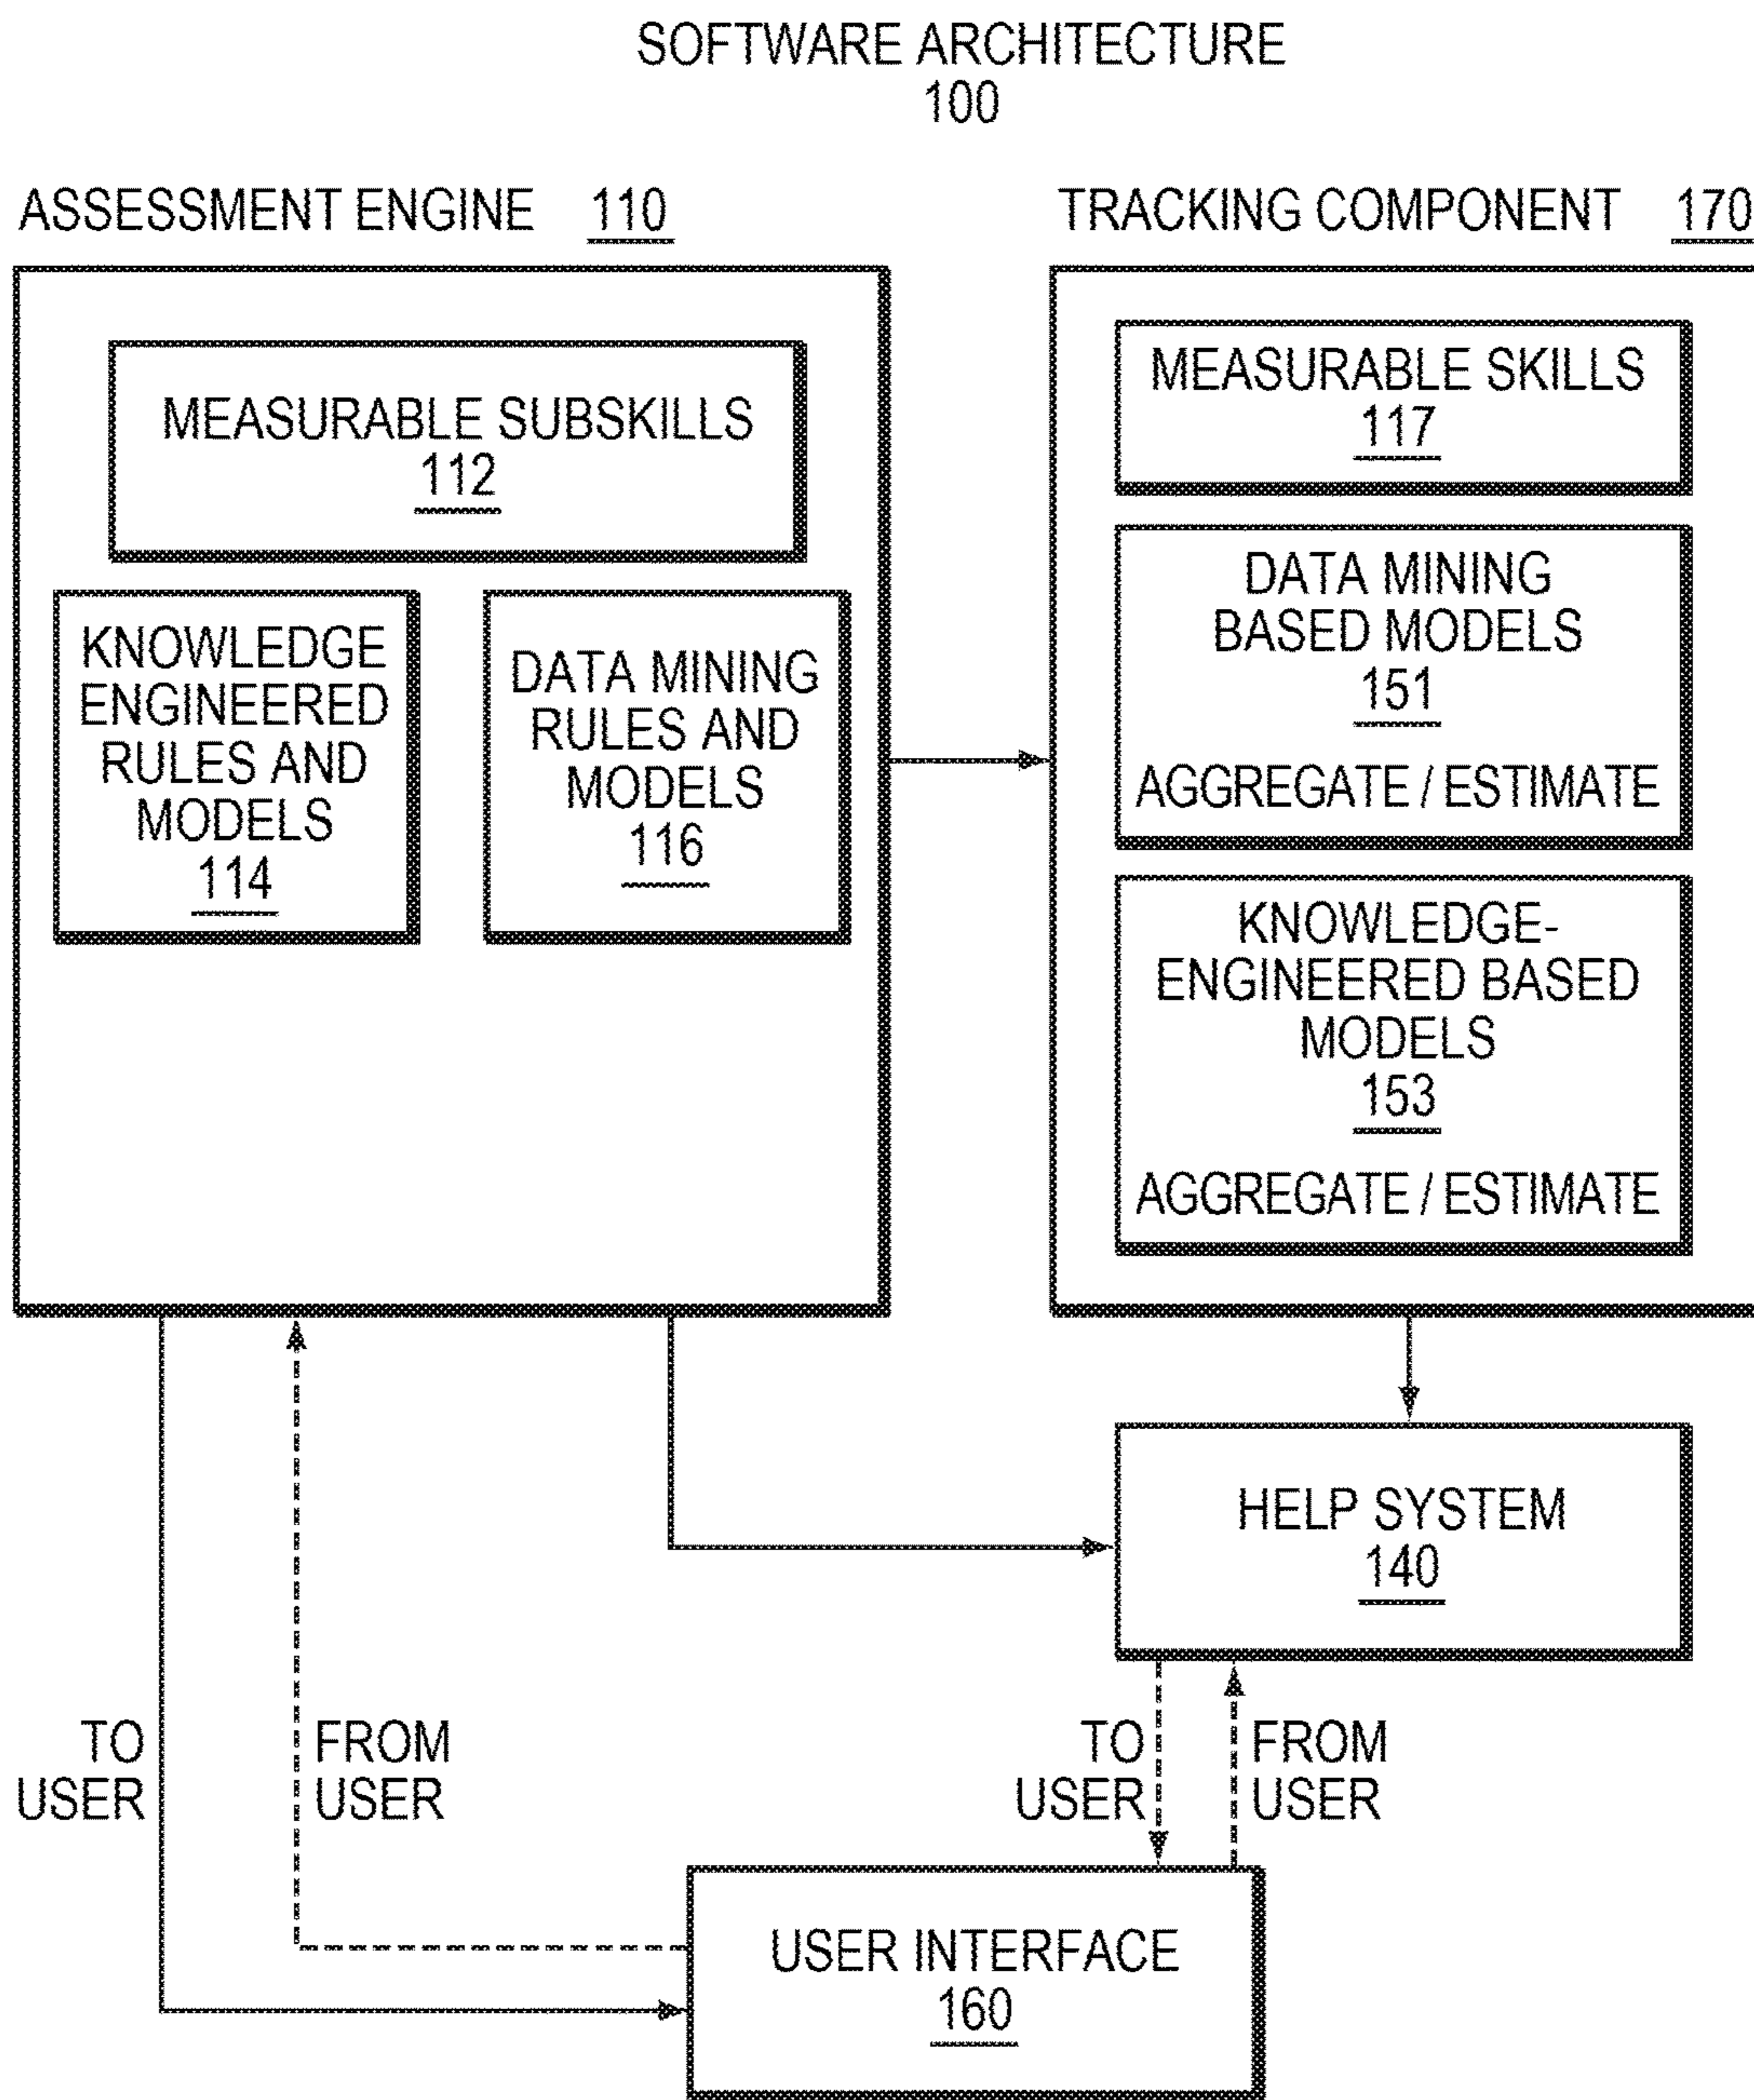 SOFTWARE ARCHITECTURE
100
ASSESSMENT ENGINE 110
MEASURABLE SUBSKILLS
112
KNOWLEDGE
ENGINEERED
RULES AND
MODELS
114
DATA MINING
RULES AND
MODELS
116
TRACKING COMPONENT 170
MEASURABLE SKILLS
117
DATA MINING
BASED MODELS
151
AGGREGATE / ESTIMATE
KNOWLEDGE-
ENGINEERED BASED
MODELS
153
AGGREGATE / ESTIMATE
HELP SYSTEM
140
TO
USER
FROM
USER
TO
USER
FROM
USER
USER INTERFACE
160